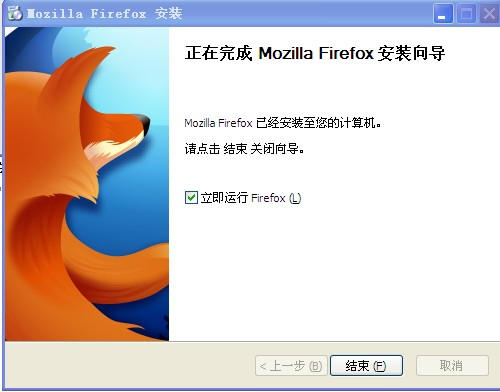 Mozilla Firefox 安装
正在完成 Mozilla Firefox 安装向导
Mozilla Firefox 已经安装至您的计算机。
请点击 结束 关闭向导。
立即运行 Firefox (L)
< 上一步 (B) 结束 (F) 取消